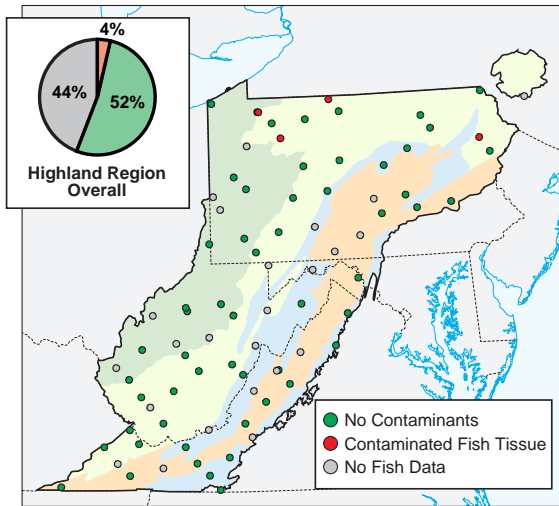 4%
44%
52%
Highland Region
Overall
No Contaminants
Contaminated Fish Tissue
No Fish Data